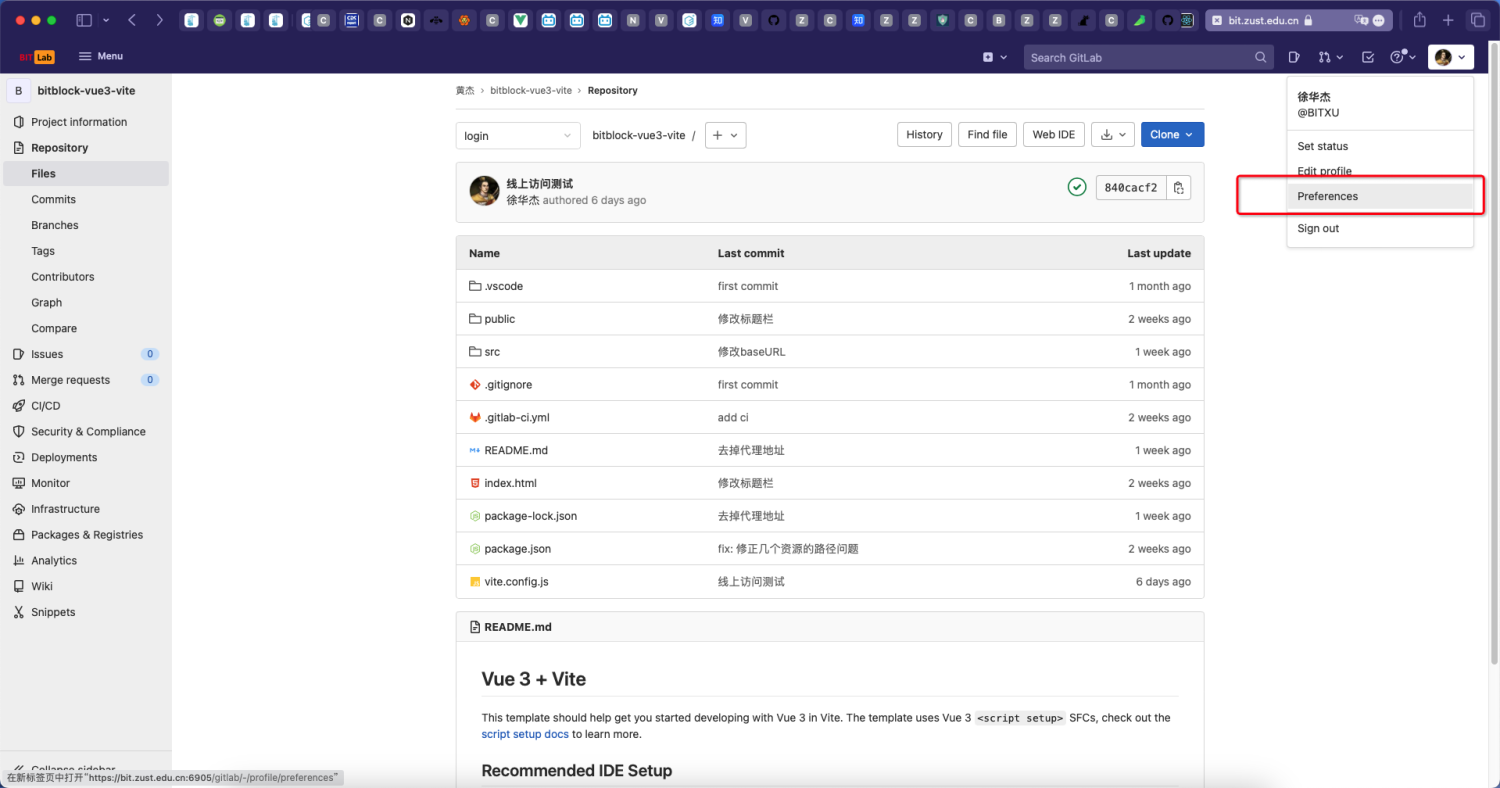 bit.zust.edu.cn
BIT Lab
Menu
Search GitLab
B bitblock-vue3-vite
Project information
Repository
Files
Commits
Branches
Tags
Contributors
Graph
Compare
Issues 0
Merge requests 0
CI/CD
Security & Compliance
Deployments
Monitor
Infrastructure
Packages & Registries
Analytics
Wiki
Snippets
Collapse sidebar
在新标签页中打开"https://bit.zust.edu.cn:6905/gitlab/-/profile/preferences"
黄杰 › bitblock-vue3-vite › Repository
login
bitblock-vue3-vite /
History
Find file
Web IDE
Clone
线上访问测试
徐华杰 authored 6 days ago
840cacf2
Name Last commit Last update
.vscode first commit 1 month ago
public 修改标题栏 2 weeks ago
src 修改baseURL 1 week ago
.gitignore first commit 1 month ago
.gitlab-ci.yml add ci 2 weeks ago
README.md 去掉代理地址 1 week ago
index.html 修改标题栏 2 weeks ago
package-lock.json 去掉代理地址 1 week ago
package.json fix: 修正几个资源的路径问题 2 weeks ago
vite.config.js 线上访问测试 6 days ago
README.md
Vue 3 + Vite
This template should help get you started developing with Vue 3 in Vite. The template uses Vue 3 <script setup> SFCs, check out the
script setup docs to learn more.
Recommended IDE Setup
徐华杰
@BITXU
Set status
Edit profile
Preferences
Sign out